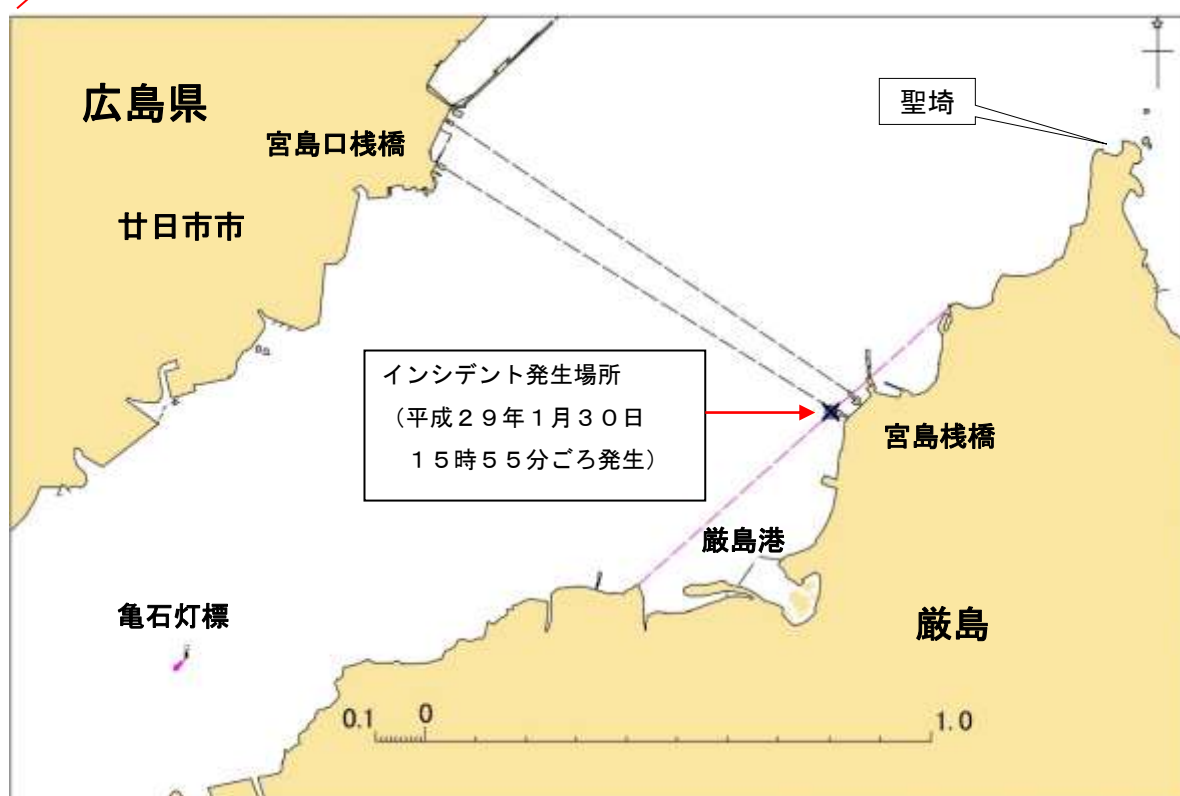 広島県
聖埼
宮島口桟橋
廿日市市
インシデント発生場所
（平成２９年１月３０日
１５時５５分ごろ発生）
宮島桟橋
厳島港
亀石灯標
厳島
0.1 0 1.0